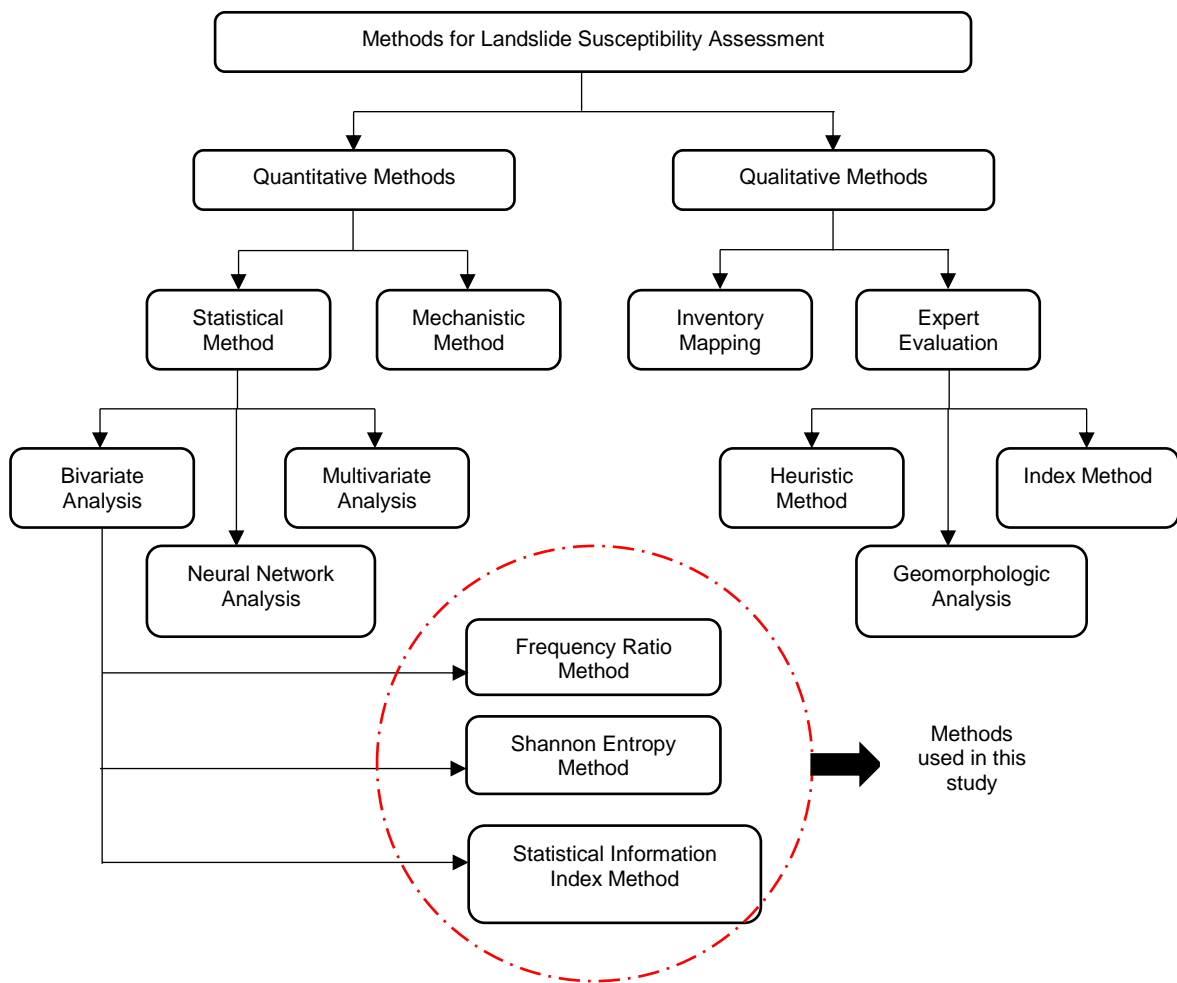 Methods for Landslide Susceptibility Assessment
Quantitative Methods
Qualitative Methods
Statistical
Method
Mechanistic
Method
Inventory
Mapping
Expert
Evaluation
Bivariate
Analysis
Multivariate
Analysis
Heuristic
Method
Index Method
Neural Network
Analysis
Geomorphologic
Analysis
Frequency Ratio
Method
Shannon Entropy
Method
Methods
used in this
study
Statistical Information
Index Method